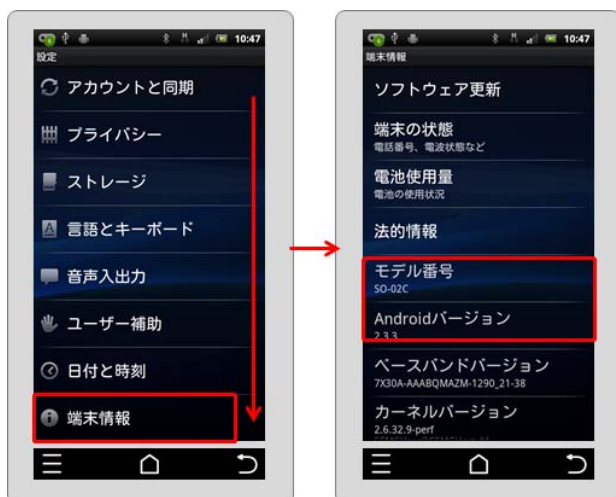 10:47
設定
アカウントと同期
プライバシー
ストレージ
言語とキーボード
音声入出力
ユーザー補助
日付と時刻
端末情報
10:47
端末情報
ソフトウェア更新
端末の状態
電話番号、電波状態など
電池使用量
電池の使用状況
法的情報
モデル番号
SO-02C
Androidバージョン
2.3.3
ベースバンドバージョン
7X30A-AAABQMAZM-1290_21-38
カーネルバージョン
2.6.32.9-perf